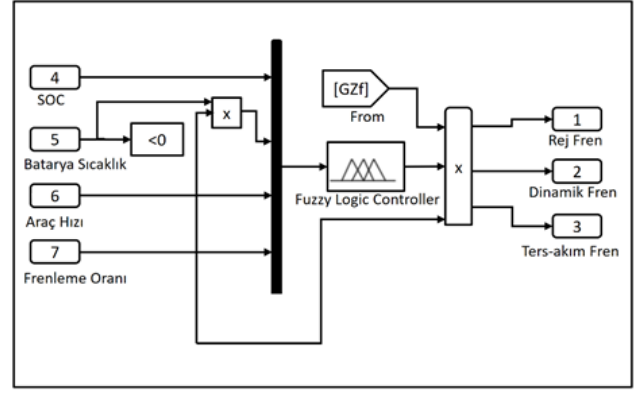 4
SOC
5
Batarya Sıcaklık
<0
x
6
Araç Hızı
7
Frenleme Oranı
[GZf]
From
Fuzzy Logic Controller
x
1
Rej Fren
2
Dinamik Fren
3
Ters-akım Fren